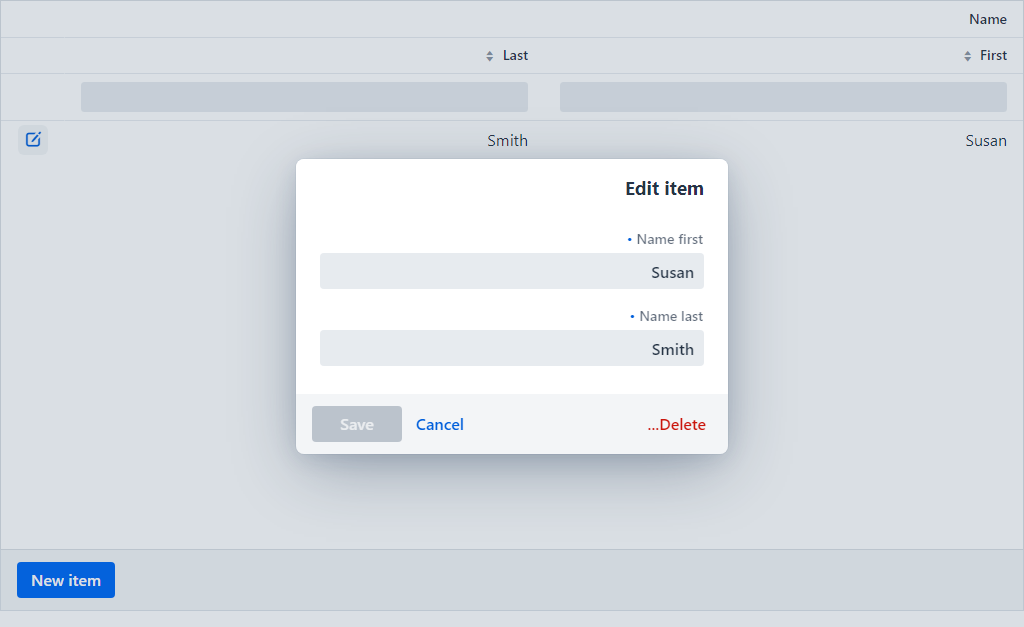 Name
First
Last
Susan
Smith
Edit item
• Name first
Susan
• Name last
Smith
Save
Cancel
...Delete
New item